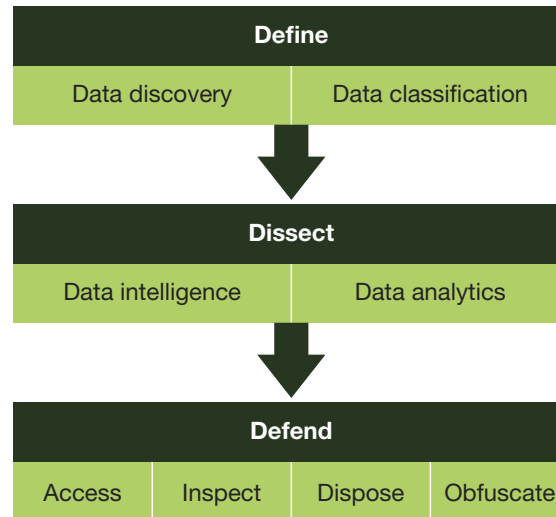 Define
Data discovery Data classification
Dissect
Data intelligence Data analytics
Defend
Access Inspect Dispose Obfuscate